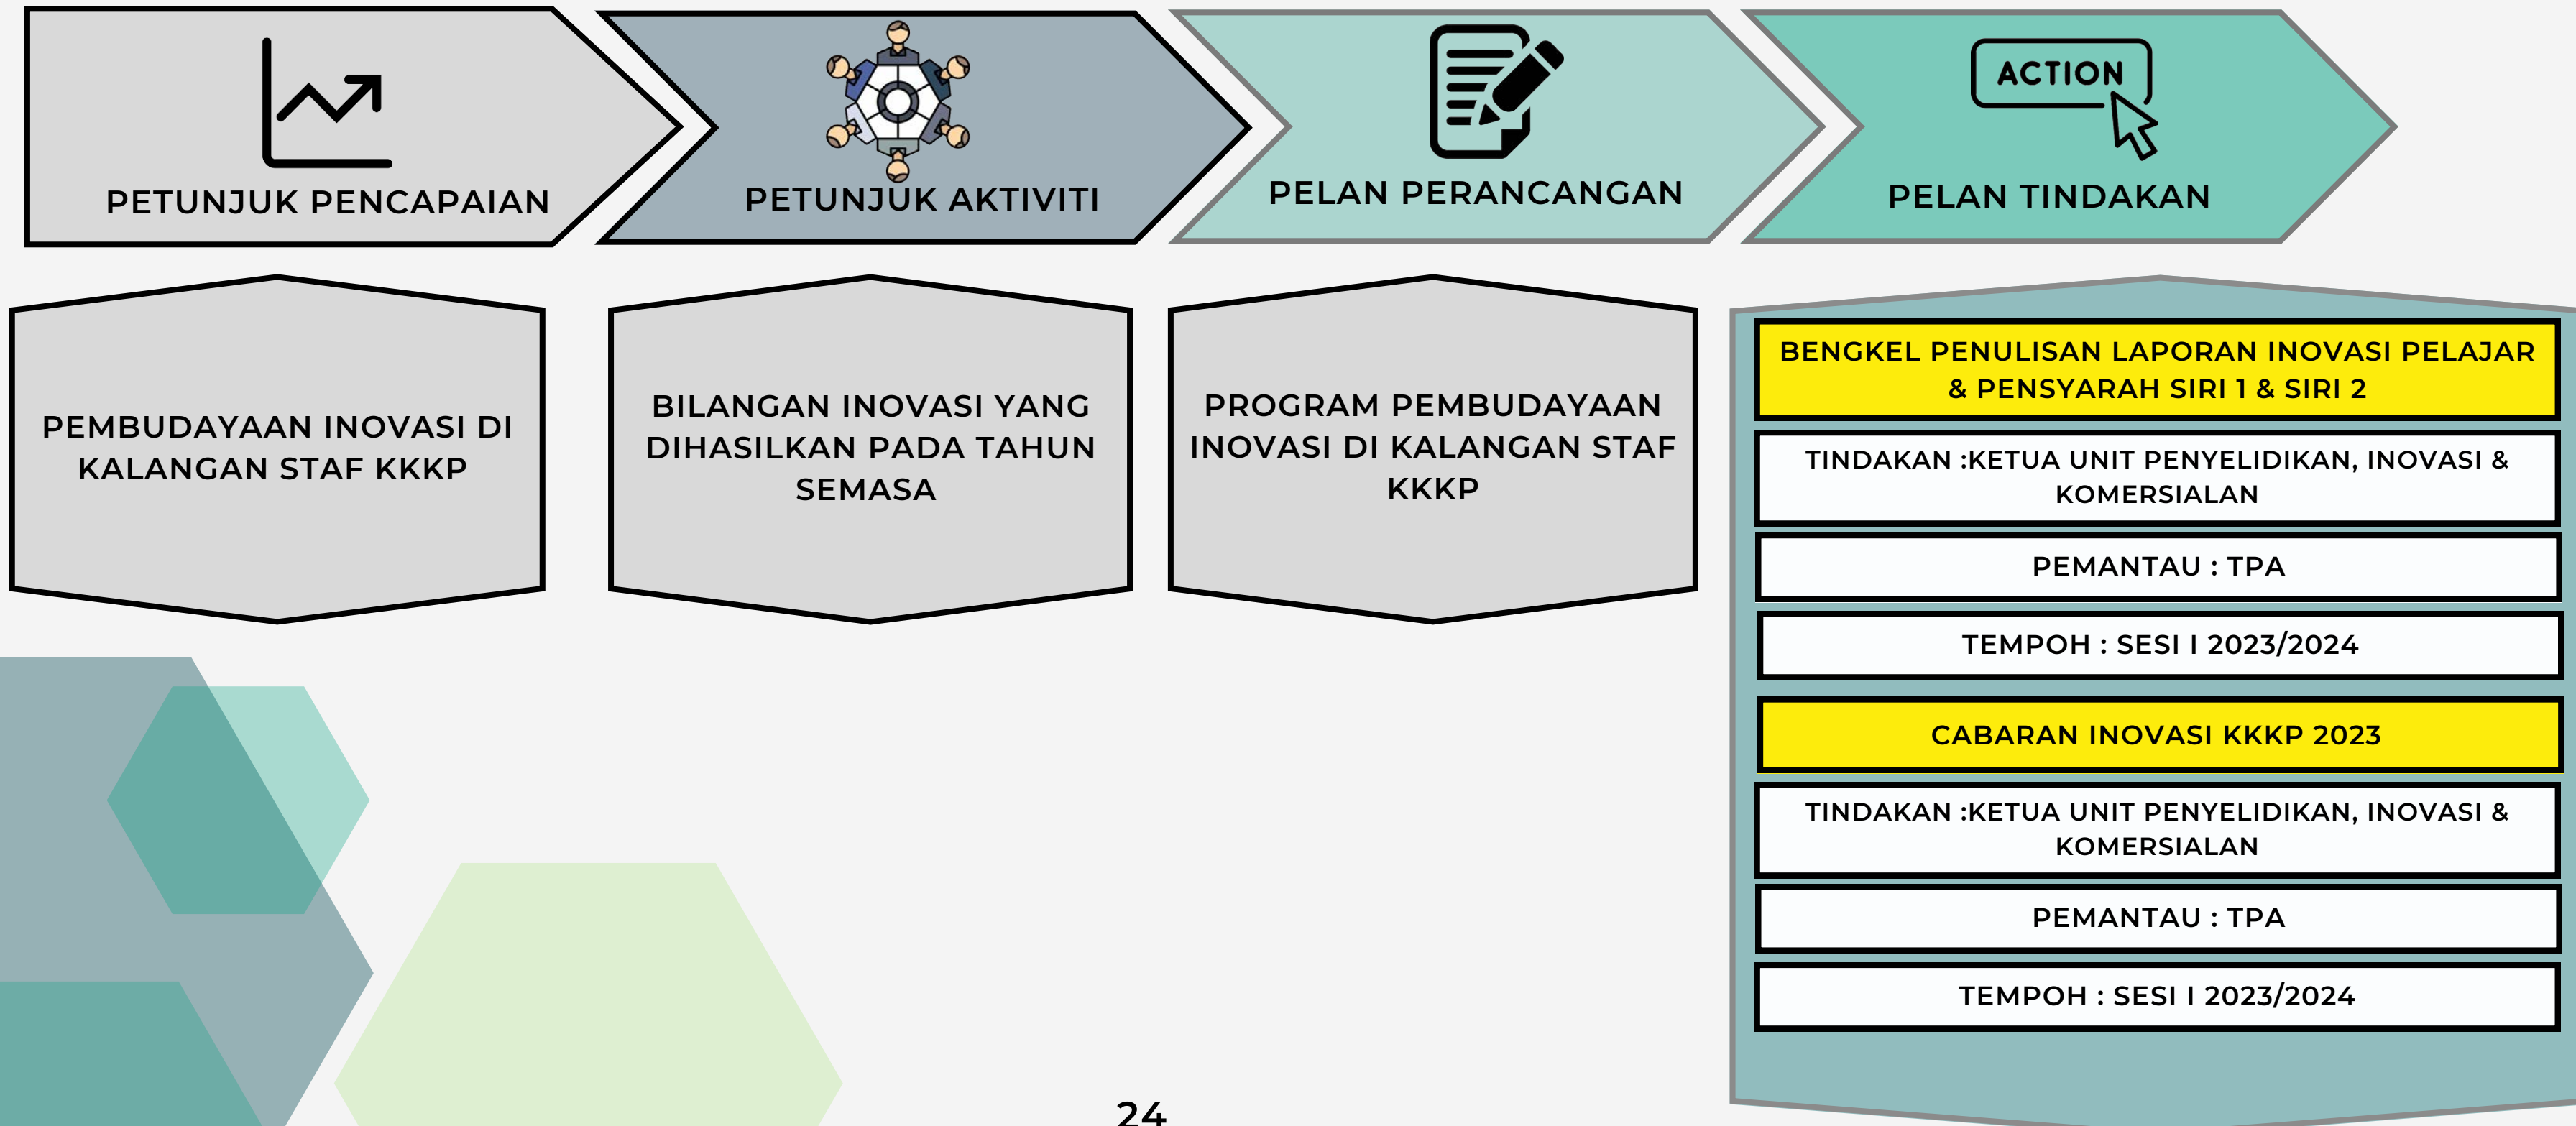 ACTION
PETUNJUK PENCAPAIAN
PETUNJUK AKTIVITI
PELAN PERANCANGAN
PELAN TINDAKAN
PEMBUDAYAAN INOVASI DI
KALANGAN STAF KKKP
BILANGAN INOVASI YANG
DIHASILKAN PADA TAHUN
SEMASA
PROGRAM PEMBUDAYAAN
INOVASI DI KALANGAN STAF
KKKP
BENGKEL PENULISAN LAPORAN INOVASI PELAJAR
& PENSYARAH SIRI 1 & SIRI 2
TINDAKAN :KETUA UNIT PENYELIDIKAN, INOVASI &
KOMERSIALAN
PEMANTAU : TPA
TEMPOH : SESI I 2023/2024
CABARAN INOVASI KKKP 2023
TINDAKAN :KETUA UNIT PENYELIDIKAN, INOVASI &
KOMERSIALAN
PEMANTAU : TPA
TEMPOH : SESI I 2023/2024
24